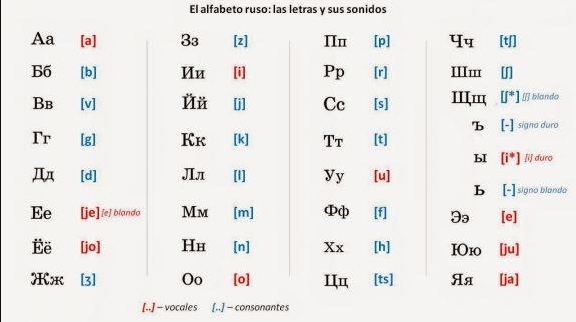 El alfabeto ruso: las letras y sus sonidos
Аа [a]
Бб [b]
Вв [v]
Гг [g]
Дд [d]
Ее [je] [e] blando
Ёё [jo]
Жж [ʒ]
Зз [z]
Ии [i]
Йй [j]
Кк [k]
Лл [l]
Мм [m]
Нн [n]
Оо [o]
Пп [p]
Рр [r]
Сс [s]
Тт [t]
Уу [u]
Фф [f]
Хх [h]
Цц [ts]
Чч [tʃ]
Шш [ʃ]
Щщ [ʃ*] [ʃ] blando
ъ [-] signo duro
ы [i*] [i] duro
ь [-] signo blando
Ээ [e]
Юю [ju]
Яя [ja]
[..] – vocales [..] – consonantes